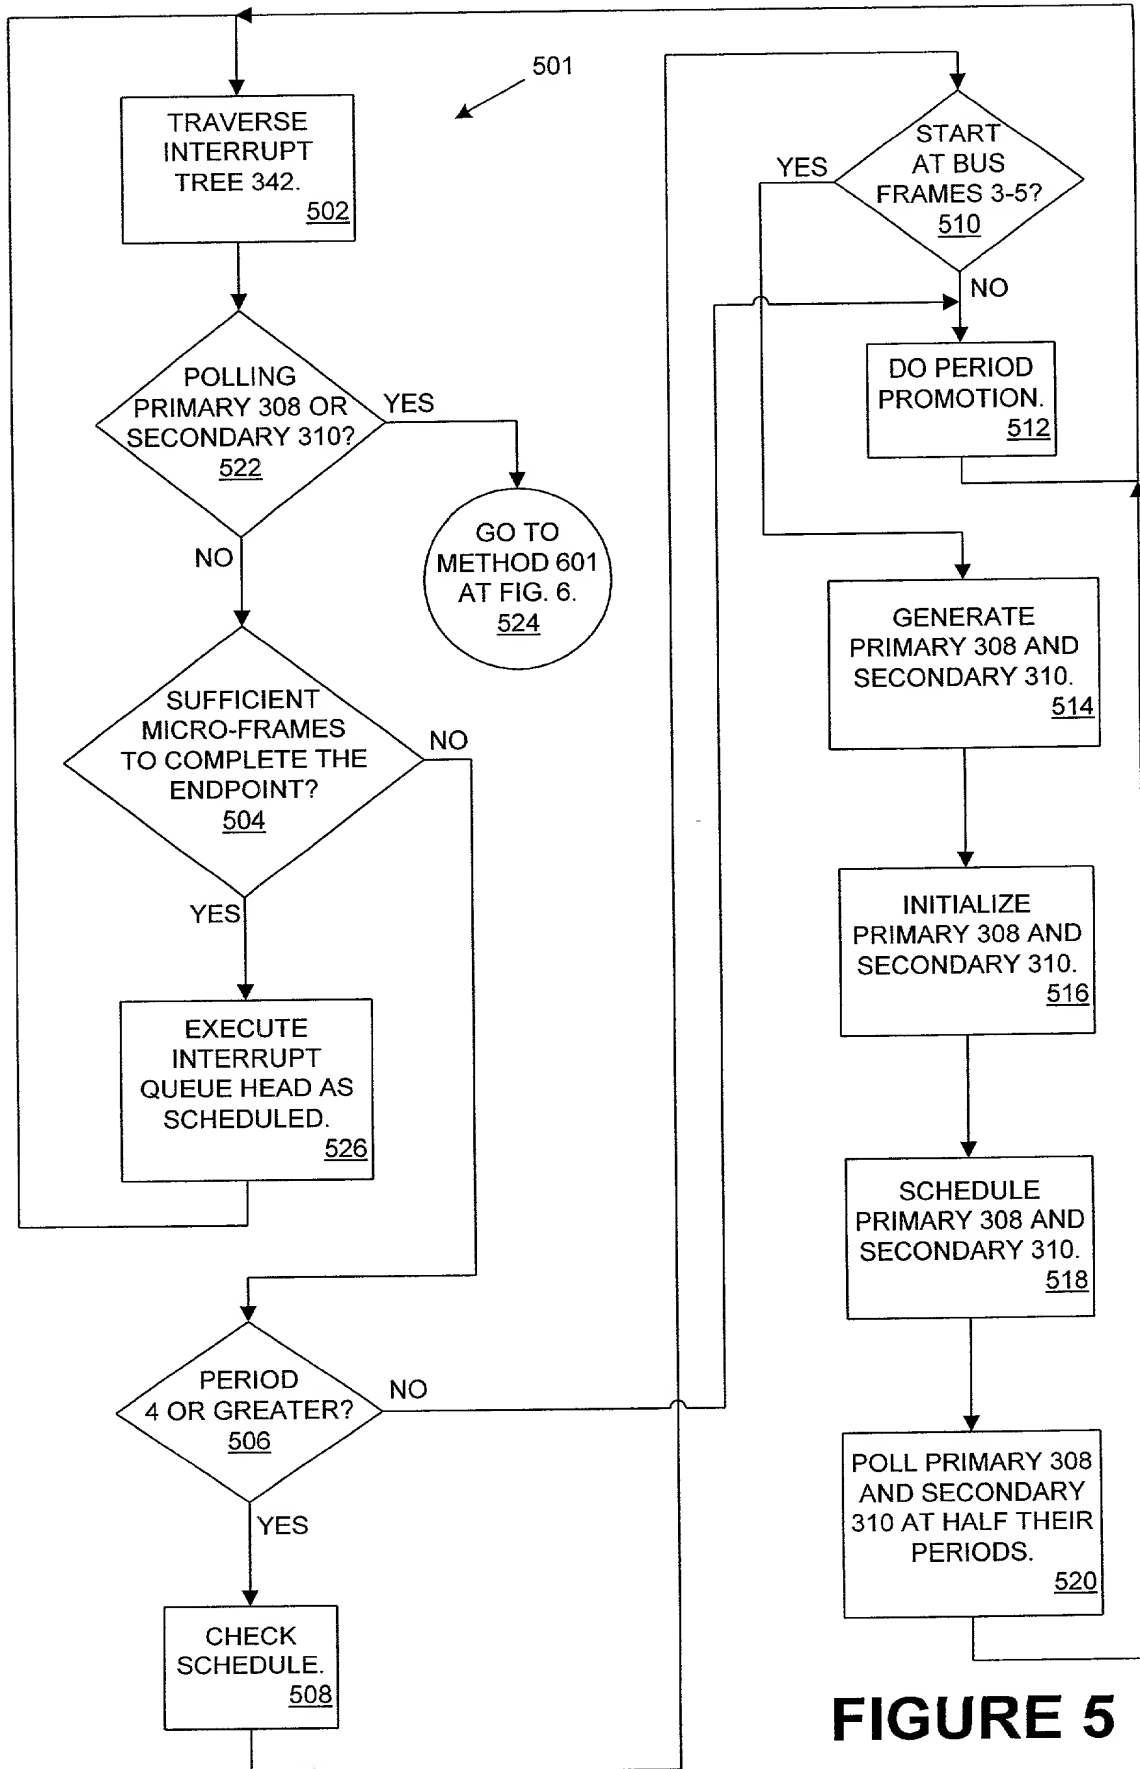 501
TRAVERSE
INTERRUPT
TREE 342.
502
POLLING
PRIMARY 308 OR
SECONDARY 310?
522
YES
NO
GO TO
METHOD 601
AT FIG. 6.
524
SUFFICIENT
MICRO-FRAMES
TO COMPLETE THE
ENDPOINT?
504
NO
YES
EXECUTE
INTERRUPT
QUEUE HEAD AS
SCHEDULED.
526
PERIOD
4 OR GREATER?
506
NO
YES
CHECK
SCHEDULE.
508
START
AT BUS
FRAMES 3-5?
510
YES
NO
DO PERIOD
PROMOTION.
512
GENERATE
PRIMARY 308 AND
SECONDARY 310.
514
INITIALIZE
PRIMARY 308 AND
SECONDARY 310.
516
SCHEDULE
PRIMARY 308 AND
SECONDARY 310.
518
POLL PRIMARY 308
AND SECONDARY
310 AT HALF THEIR
PERIODS.
520
FIGURE 5